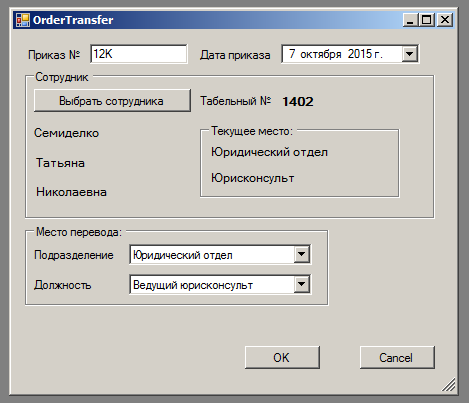 OrderTransfer
Приказ № 12К Дата приказа 7 октября 2015 г.
Сотрудник
Выбрать сотрудника Табельный № 1402
Семиделко
Текущее место:
Юридический отдел
Татьяна
Юрисконсульт
Николаевна
Место перевода:
Подразделение Юридический отдел
Должность Ведущий юрисконсульт
OK Cancel